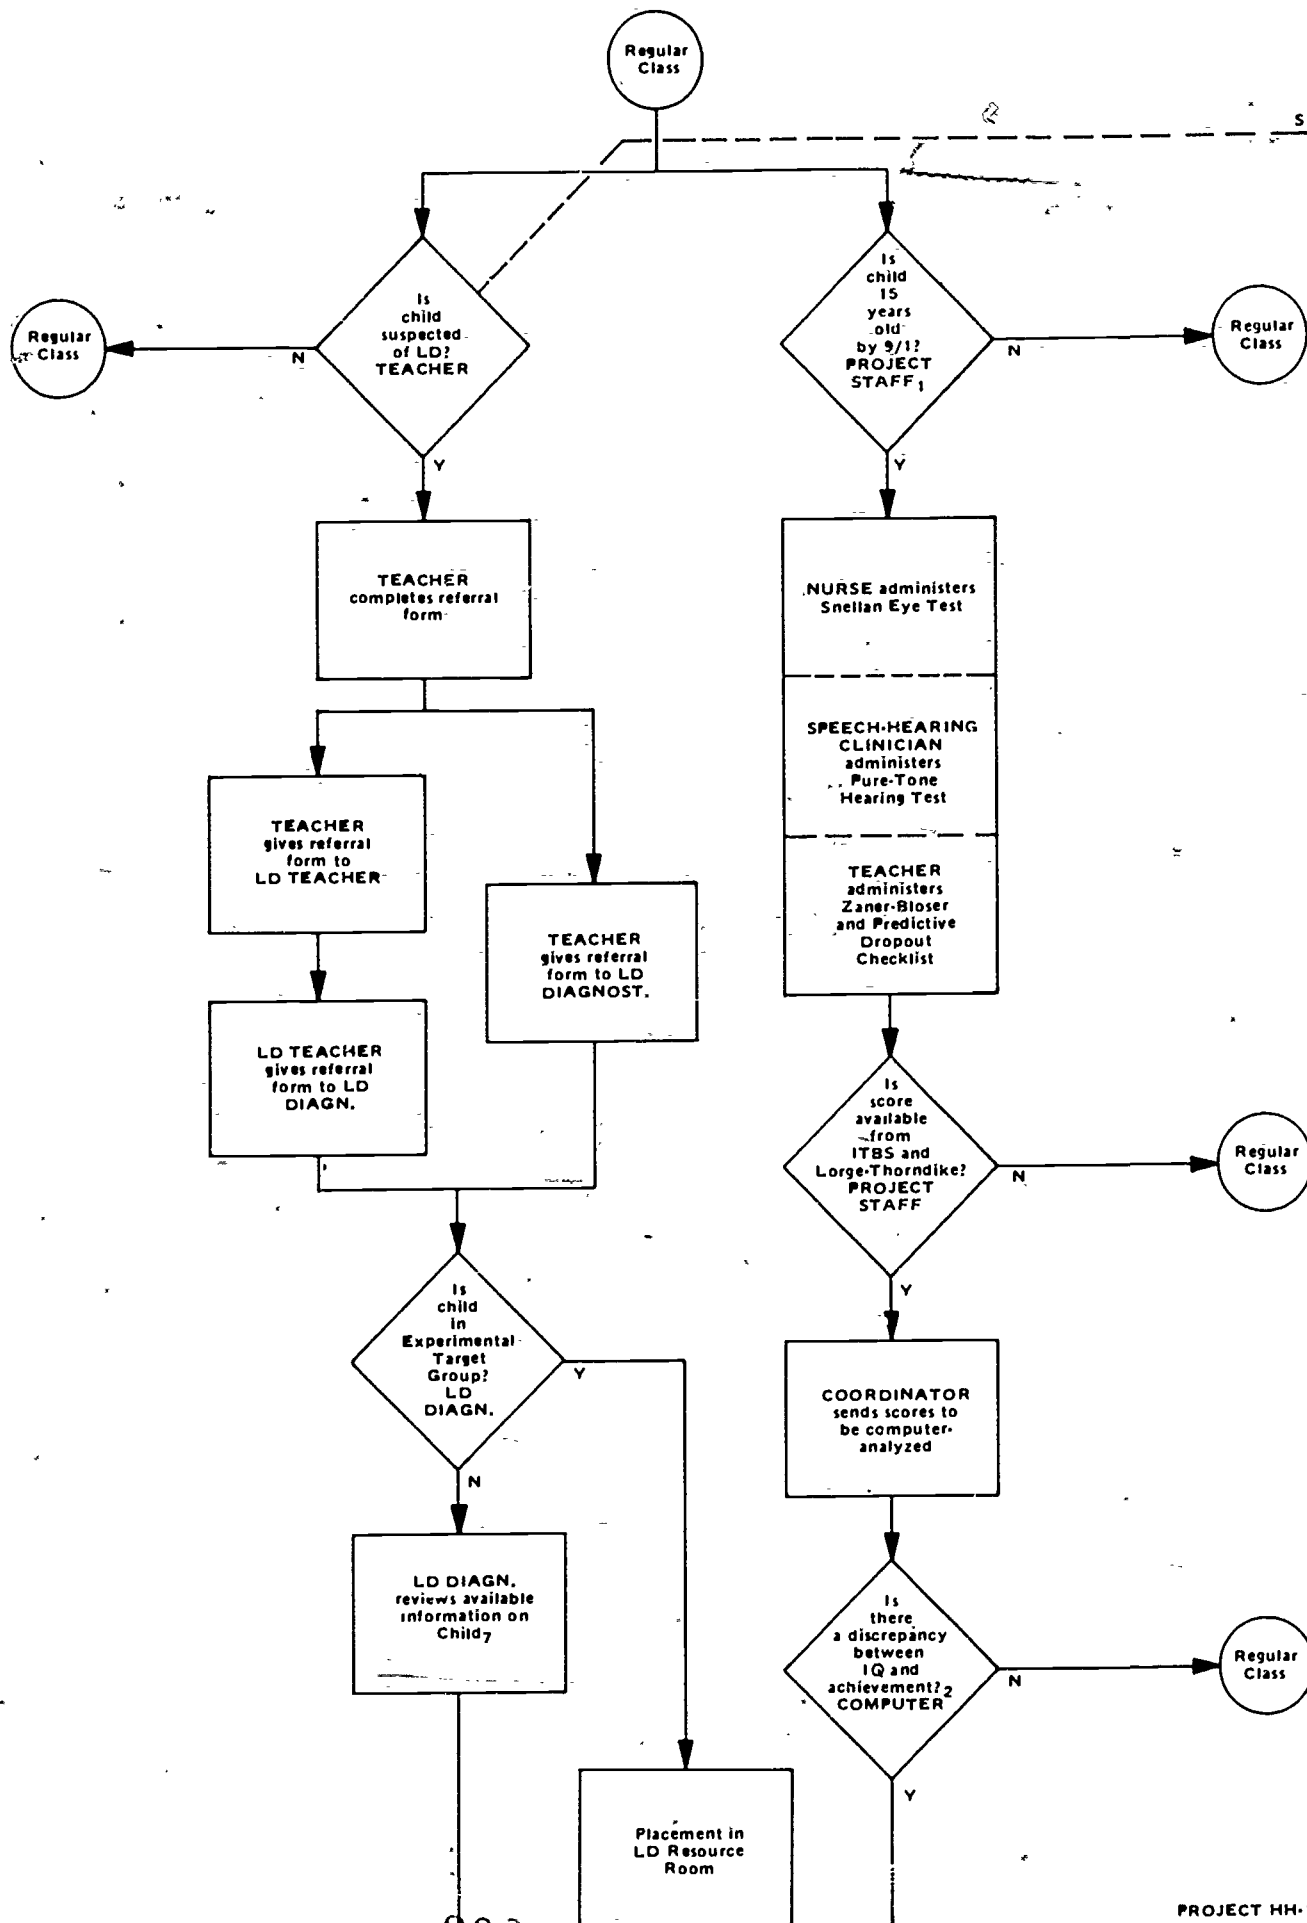 Regular
Class
S
Is
child
suspected
of LD?
TEACHER
N
Y
Regular
Class
Is
child
15
years
old
by 9/1?
PROJECT
STAFF1
N
Y
Regular
Class
TEACHER
completes referral
form
NURSE administers
Snellan Eye Test
SPEECH-HEARING
CLINICIAN
administers
Pure-Tone
Hearing Test
TEACHER
administers
Zaner-Bloser
and Predictive
Dropout
Checklist
TEACHER
gives referral
form to
LD TEACHER
TEACHER
gives referral
form to LD
DIAGNOST.
LD TEACHER
gives referral
form to LD
DIAGN.
Is
score
available
from
ITBS and
Lorge-Thorndike?
PROJECT
STAFF
N
Y
Regular
Class
Is
child
in
Experimental
Target
Group?
LD
DIAGN.
Y
N
COORDINATOR
sends scores to
be computer-
analyzed
LD DIAGN.
reviews available
information on
Child7
Is
there
a discrepancy
between
IQ and
achievement?2
COMPUTER
N
Y
Regular
Class
Placement in
LD Resource
Room
PROJECT HH-